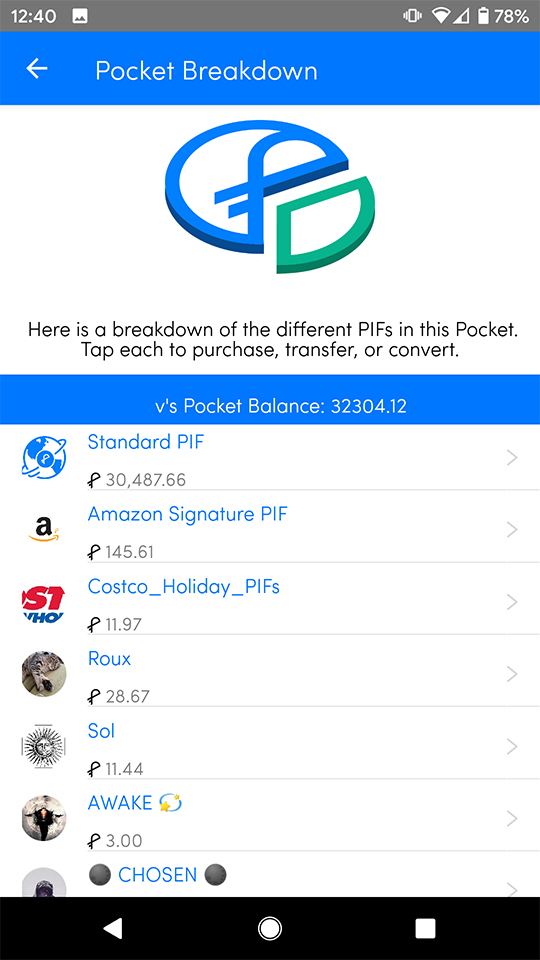 12:40 78%
Pocket Breakdown
Here is a breakdown of the different PIFs in this Pocket.
Tap each to purchase, transfer, or convert.
v's Pocket Balance: 32304.12
Standard PIF
30,487.66
a
Amazon Signature PIF
145.61
Costco_Holiday_PIFs
11.97
Roux
28.67
Sol
11.44
AWAKE 💫
3.00
CHOSEN